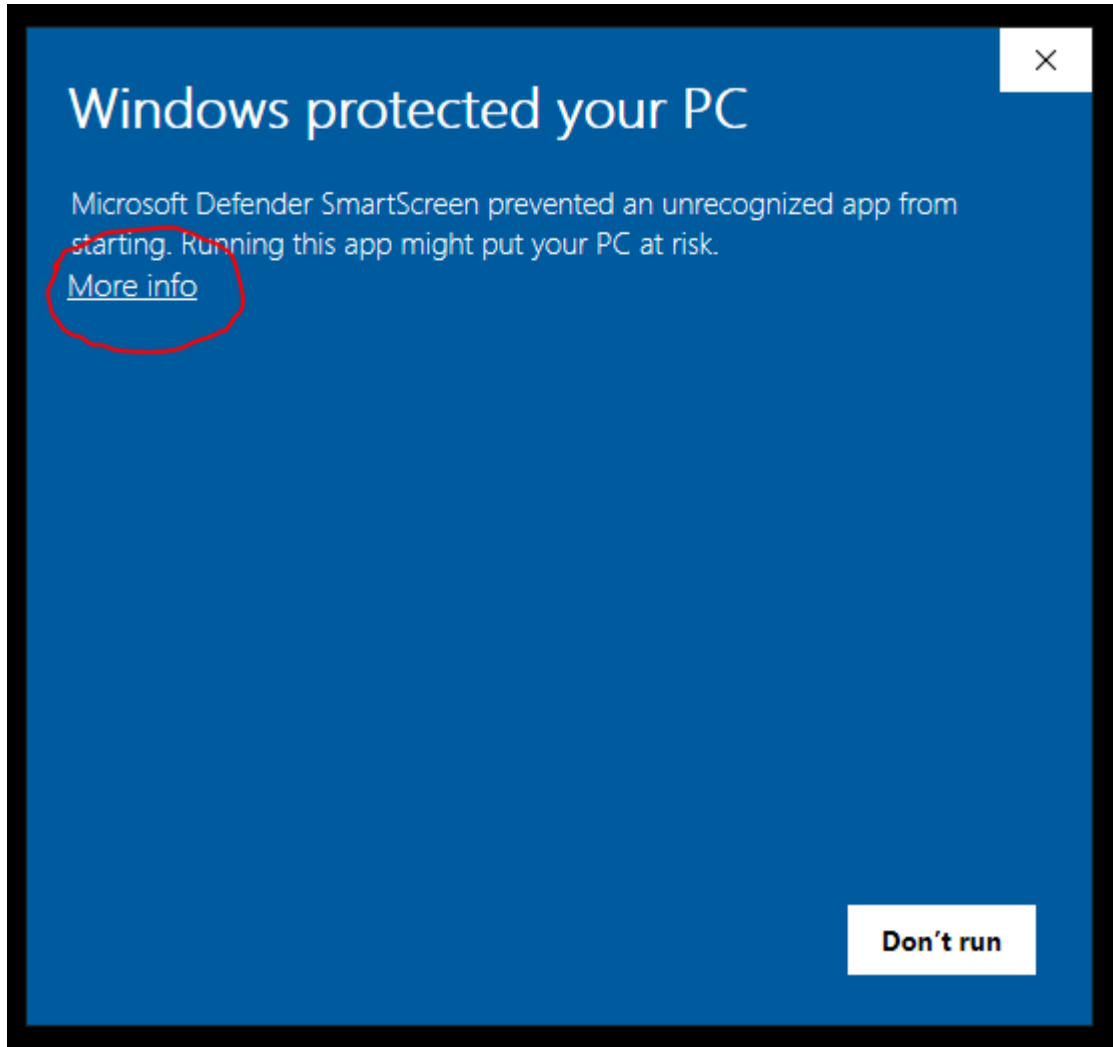 Windows protected your PC
Microsoft Defender SmartScreen prevented an unrecognized app from
starting. Running this app might put your PC at risk.
More info
Don't run